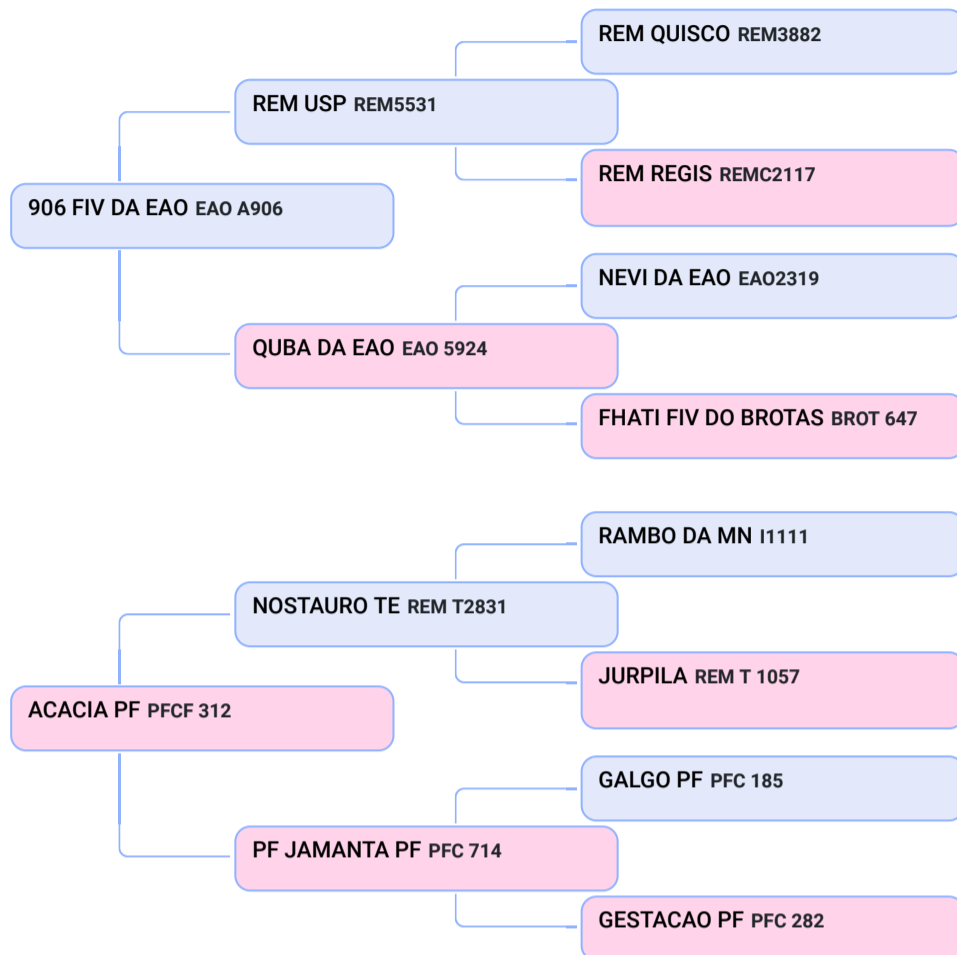 REM QUISCO REM3882
REM USP REM5531
REM REGIS REMC2117
906 FIV DA EAO EAO A906
NEVI DA EAO EAO2319
QUBA DA EAO EAO 5924
FHATI FIV DO BROTAS BROT 647
RAMBO DA MN I1111
NOSTAURO TE REM T2831
JURPILA REM T 1057
ACACIA PF PFCF 312
GALGO PF PFC 185
PF JAMANTA PF PFC 714
GESTACAO PF PFC 282